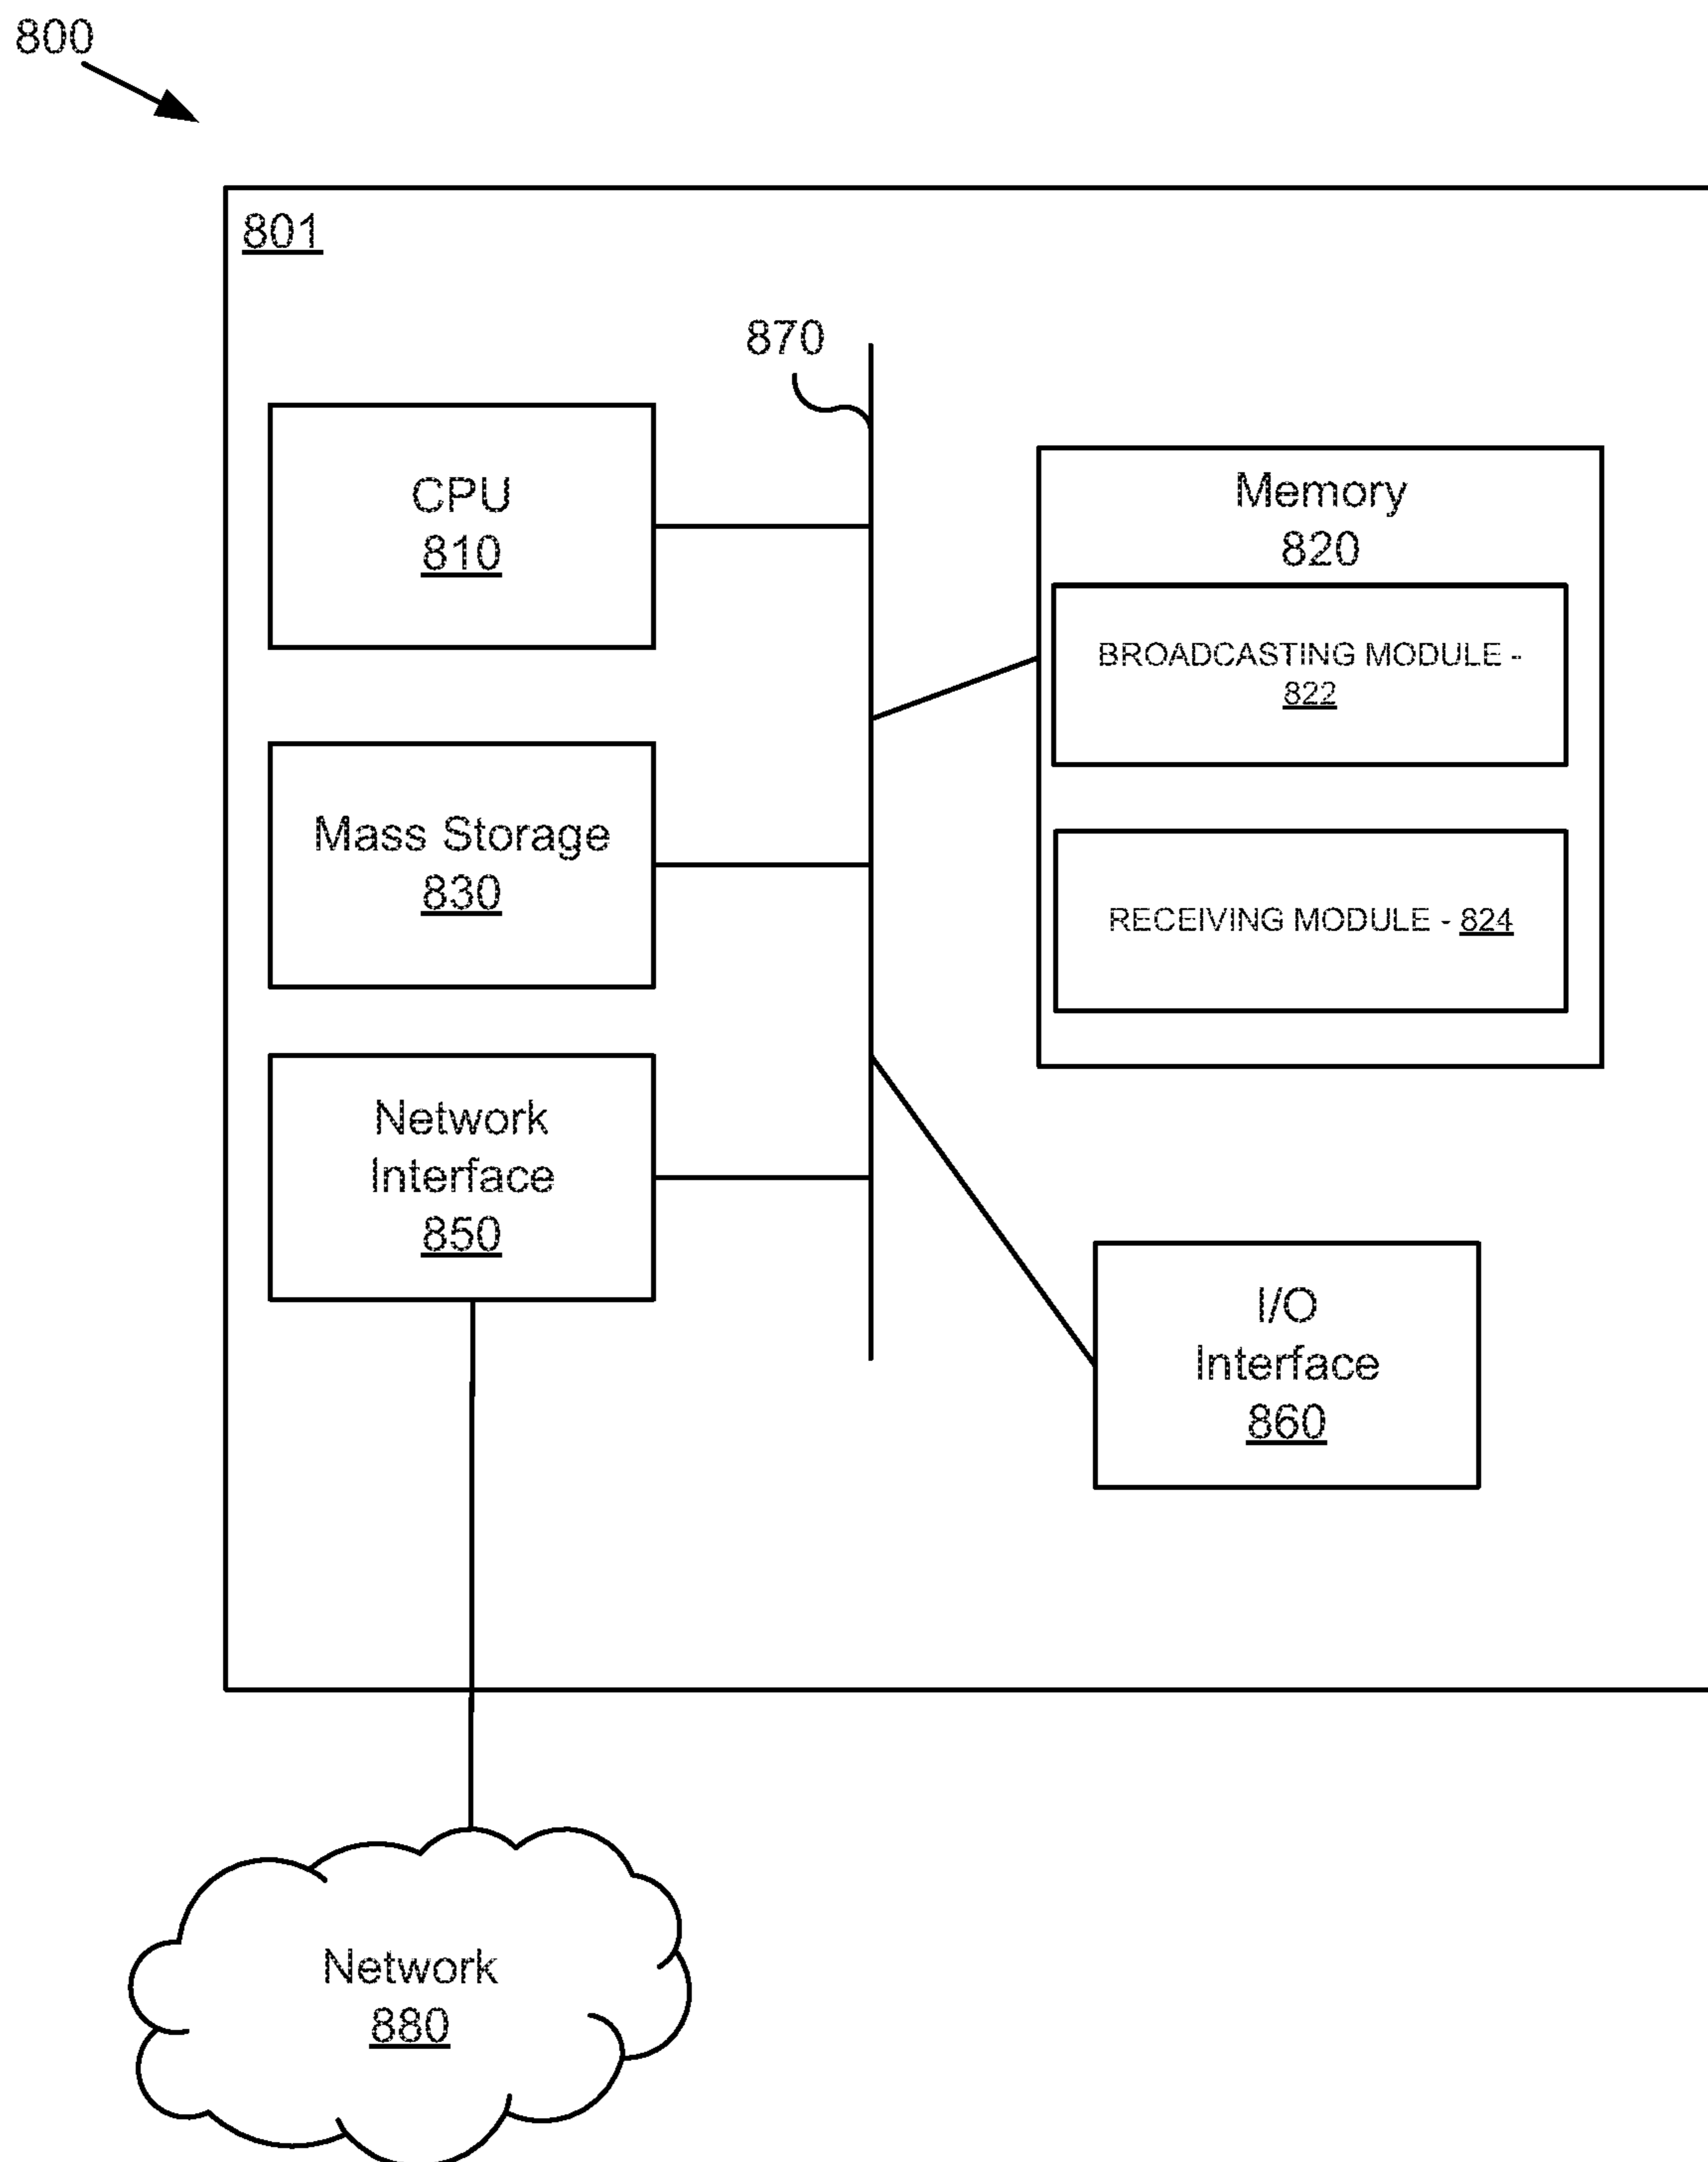 800
801
870
CPU
810
Memory
820
BROADCASTING MODULE -
822
Mass Storage
830
RECEIVING MODULE - 824
Network
Interface
850
I/O
Interface
860
Network
880